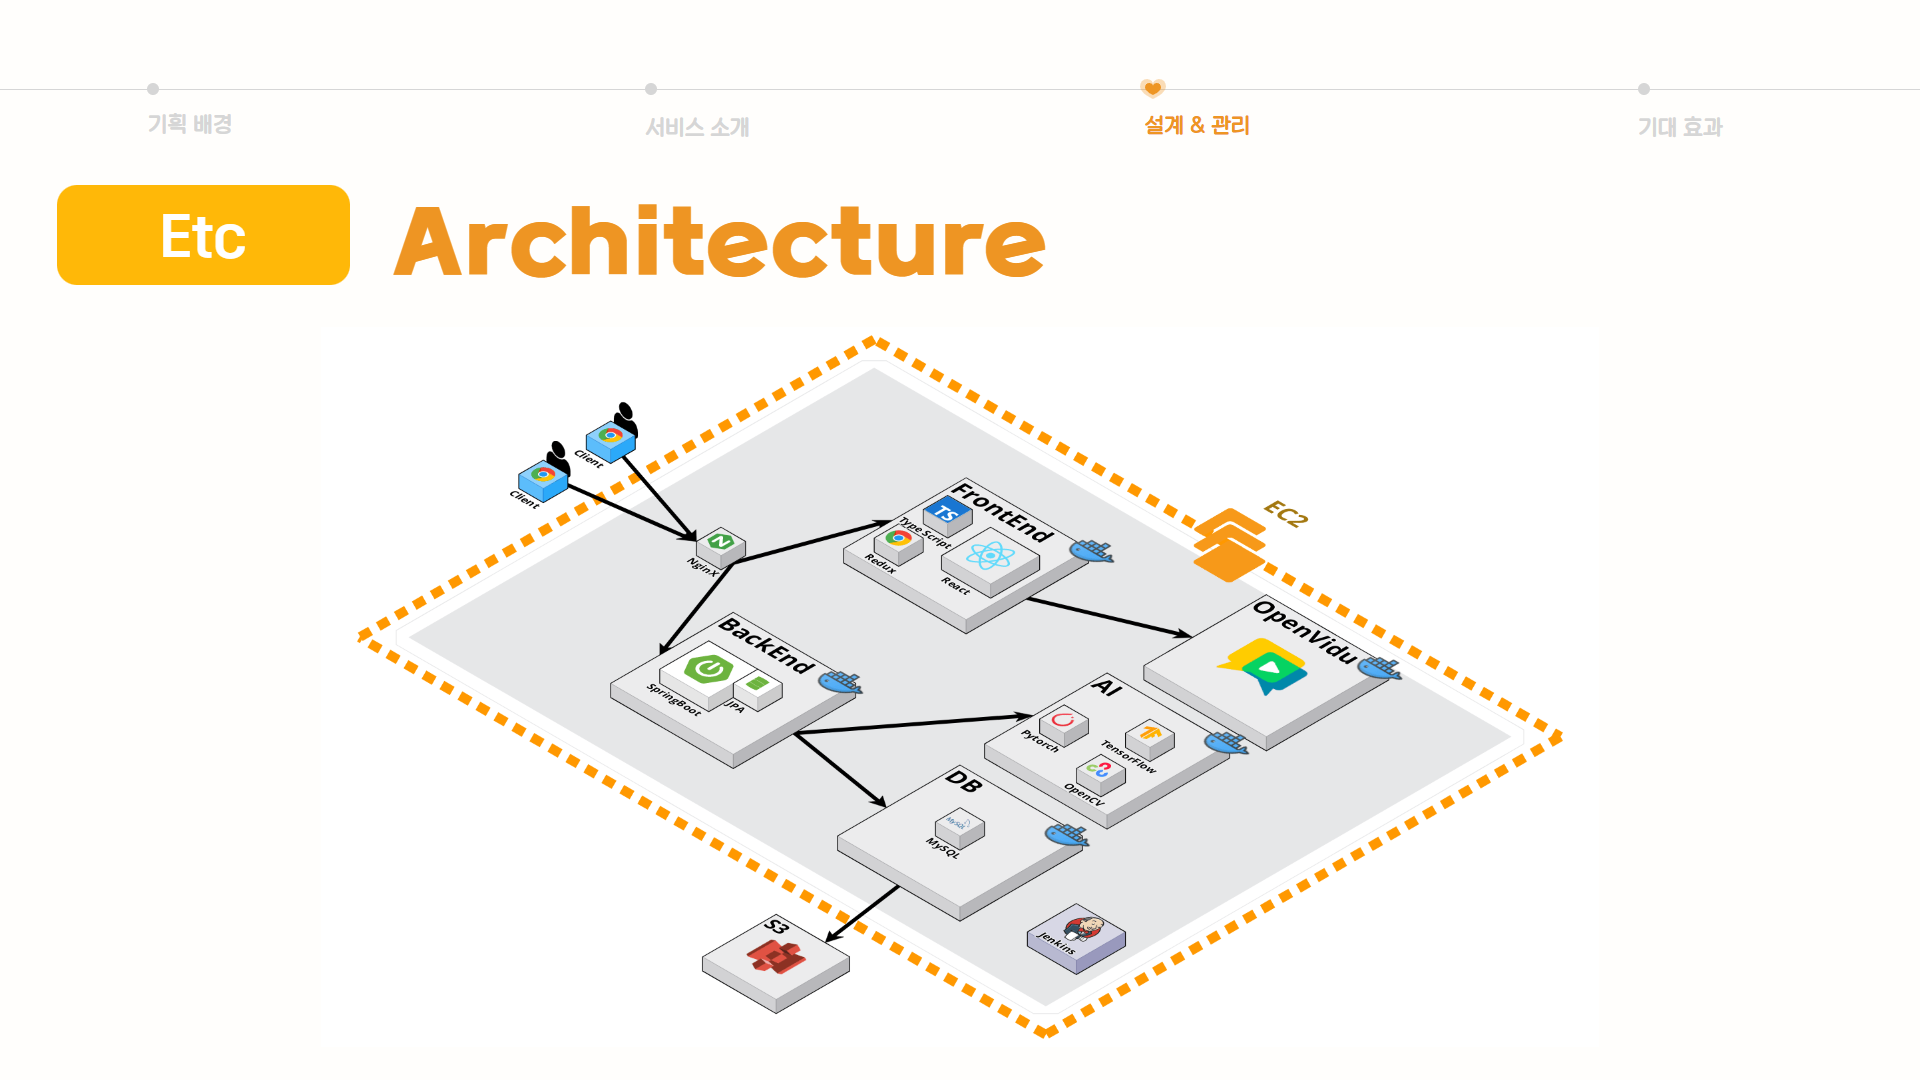 기획 배경
서비스 소개
설계 & 관리
기대 효과
Etc
Architecture
Client
Client
NginX
FrontEnd
TS
TypeScript
Redux
React
EC2
OpenVidu
BackEnd
SpringBoot
JPA
AI
Pytorch
TensorFlow
OpenCV
DB
MySQL
MySQL
S3
Jenkins